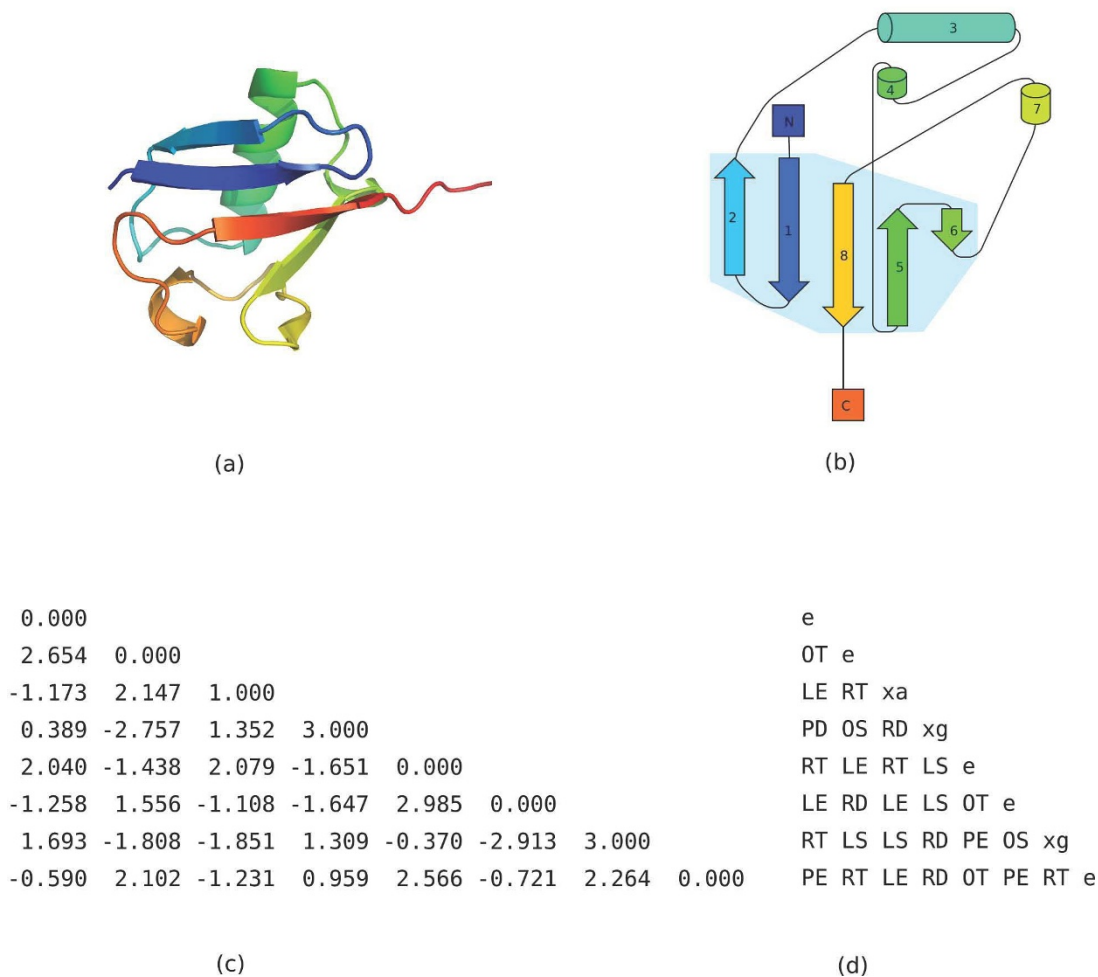 3
4
7
N
2
1
8
5
6
C
(a)
(b)
0.000
2.654 0.000
-1.173 2.147 1.000
0.389 -2.757 1.352 3.000
2.040 -1.438 2.079 -1.651 0.000
-1.258 1.556 -1.108 -1.647 2.985 0.000
1.693 -1.808 -1.851 1.309 -0.370 -2.913 3.000
-0.590 2.102 -1.231 0.959 2.566 -0.721 2.264 0.000
e
OT e
LE RT xa
PD OS RD xg
RT LE RT LS e
LE RD LE LS OT e
RT LS LS RD PE OS xg
PE RT LE RD OT PE RT e
(c)
(d)